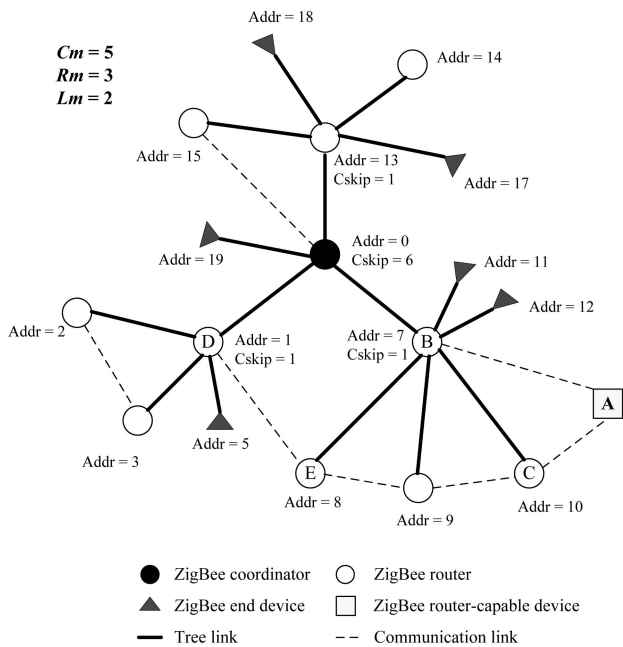 Addr = 18
Cm = 5
Rm = 3
Lm = 2
Addr = 14
Addr = 15
Addr = 13
Cskip = 1
Addr = 17
Addr = 19
Addr = 0
Cskip = 6
Addr = 11
Addr = 12
Addr = 2
D
Addr = 1
Cskip = 1
Addr = 7
Cskip = 1
B
A
Addr = 3
Addr = 5
E
C
Addr = 8
Addr = 9
Addr = 10
ZigBee coordinator
ZigBee router
ZigBee end device
ZigBee router-capable device
Tree link
Communication link